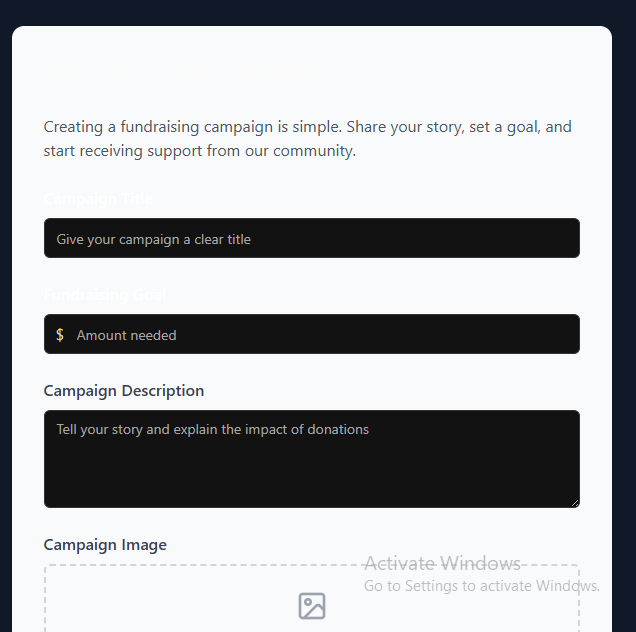 Creating a fundraising campaign is simple. Share your story, set a goal, and
start receiving support from our community.
Campaign Title
Give your campaign a clear title
Fundraising Goal
$ Amount needed
Campaign Description
Tell your story and explain the impact of donations
Campaign Image
Activate Windows
Go to Settings to activate Windows.